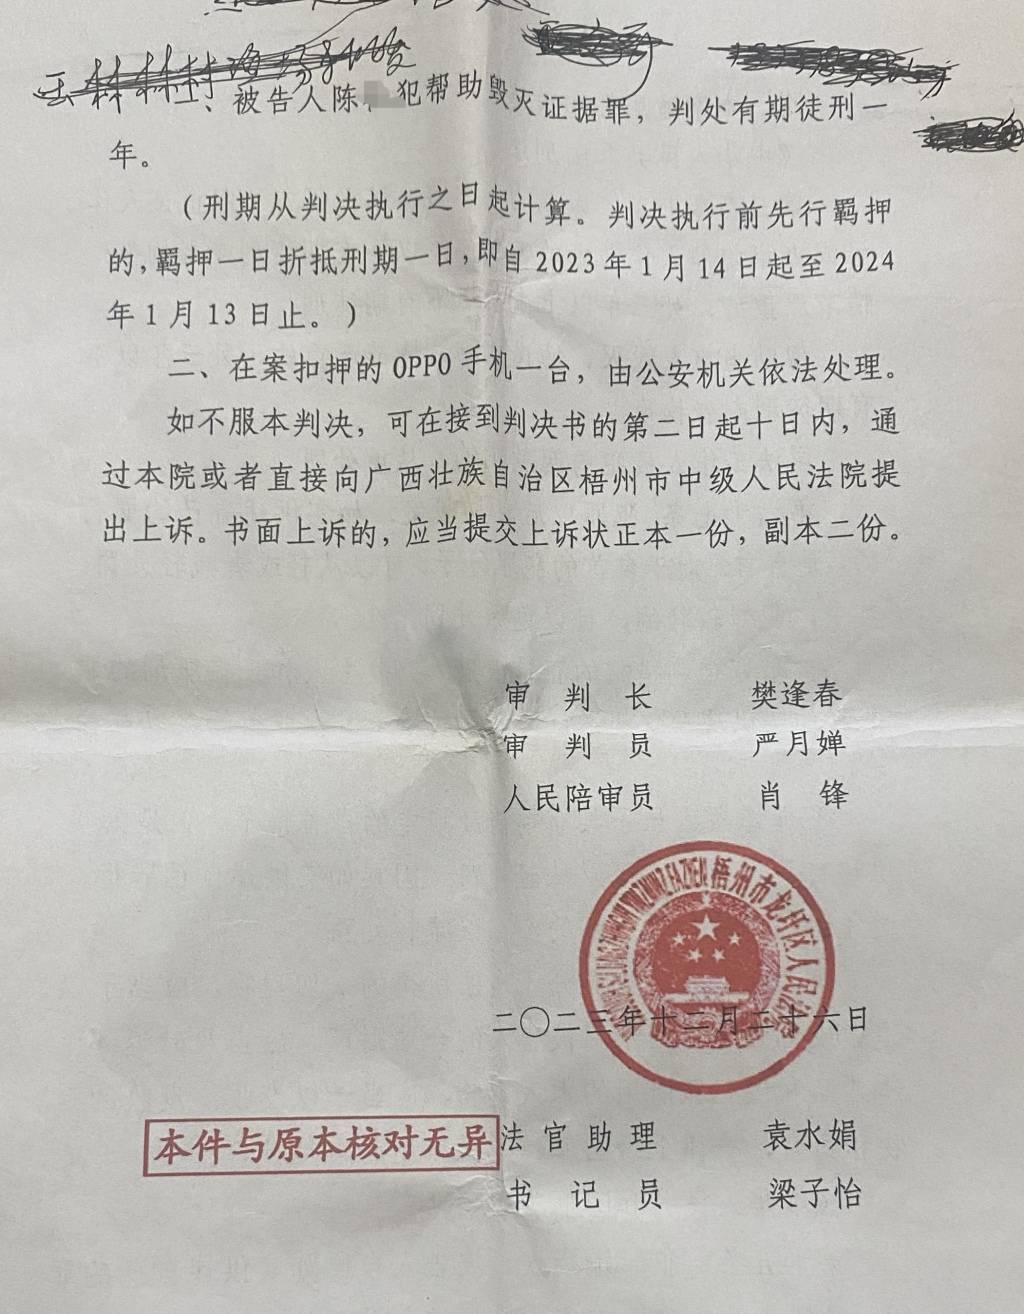 一、被告人陈 犯帮助毁灭证据罪，判处有期徒刑一
年。
（刑期从判决执行之日起计算。判决执行前先行羁押
的，羁押一日折抵刑期一日，即自2023年1月14日起至2024
年1月13日止。）
二、在案扣押的OPPO手机一台，由公安机关依法处理。
如不服本判决，可在接到判决书的第二日起十日内，通
过本院或者直接向广西壮族自治区梧州市中级人民法院提
出上诉。书面上诉的，应当提交上诉状正本一份，副本二份。
审 判 长 樊逢春
审 判 员 严月婵
人民陪审员 肖 锋
梧州市龙圩区人民法院
二〇二三年十二月二十六日
本件与原本核对无异
法 官 助 理 袁水娟
书 记 员 梁子怡